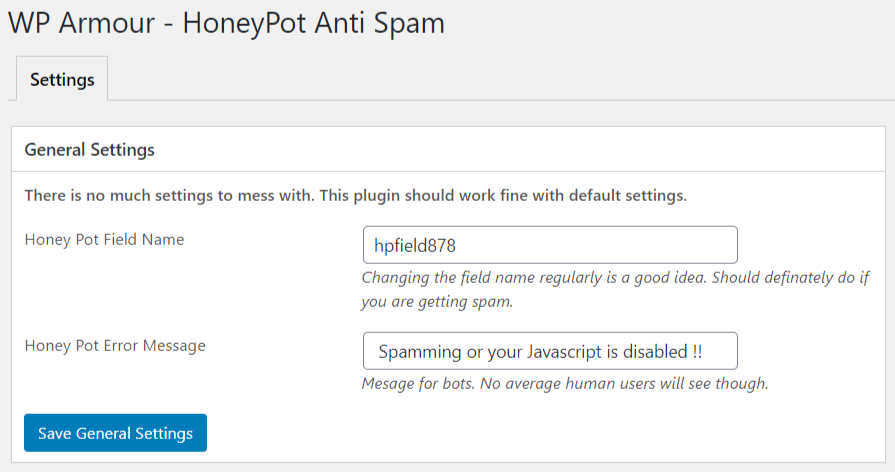 WP Armour - HoneyPot Anti Spam
Settings
General Settings
There is no much settings to mess with. This plugin should work fine with default settings.
Honey Pot Field Name
hpfield878
Changing the field name regularly is a good idea. Should definately do if
you are getting spam.
Honey Pot Error Message
Spamming or your Javascript is disabled !!
Mesage for bots. No average human users will see though.
Save General Settings